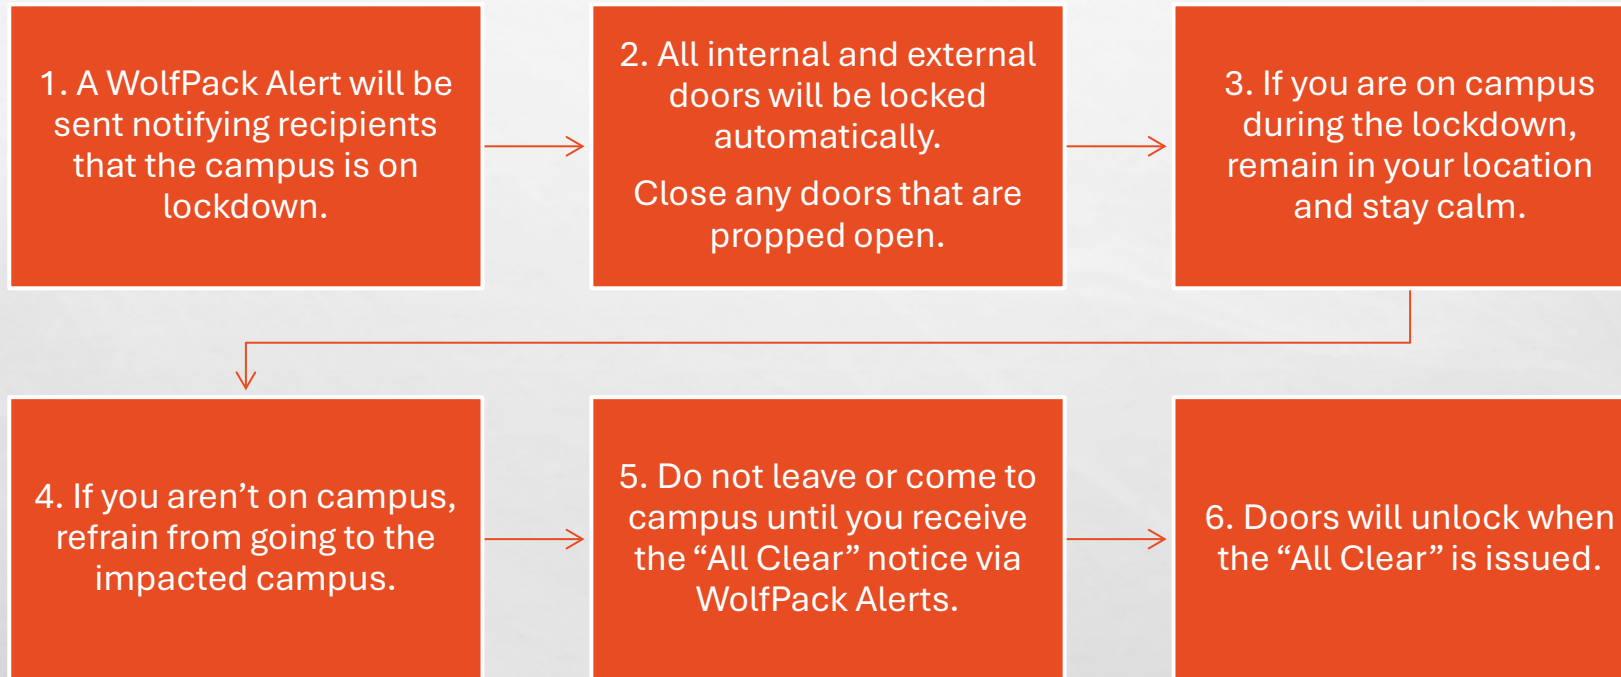 1. A WolfPack Alert will be
sent notifying recipients
that the campus is on
lockdown.
2. All internal and external
doors will be locked
automatically.
Close any doors that are
propped open.
3. If you are on campus
during the lockdown,
remain in your location
and stay calm.
4. If you aren’t on campus,
refrain from going to the
impacted campus.
5. Do not leave or come to
campus until you receive
the “All Clear” notice via
WolfPack Alerts.
6. Doors will unlock when
the “All Clear” is issued.